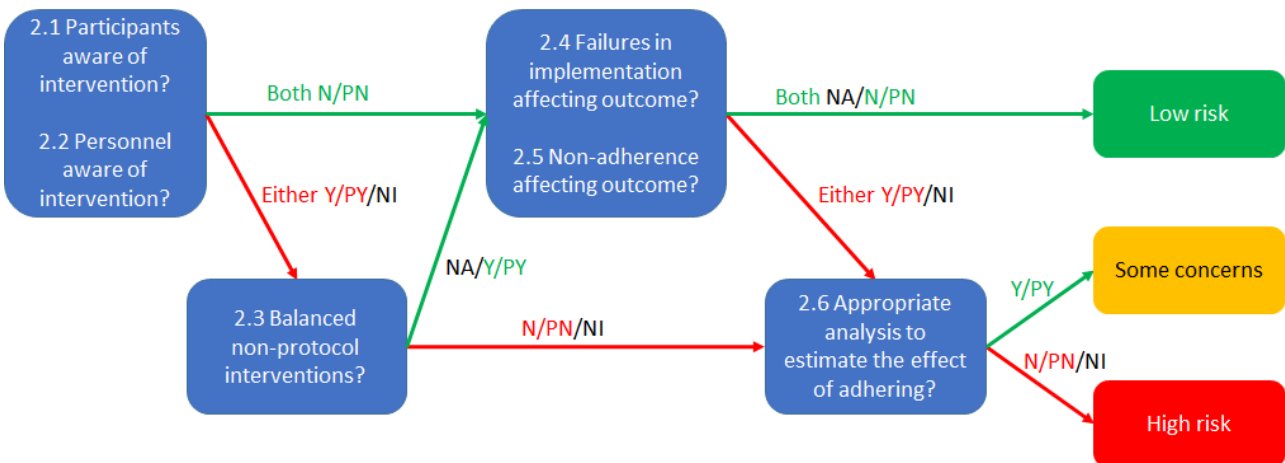 2.1 Participants
aware of
intervention?
2.2 Personnel
aware of
intervention?
Both N/PN
Either Y/PY/NI
2.3 Balanced
non-protocol
interventions?
NA/Y/PY
N/PN/NI
2.4 Failures in
implementation
affecting outcome?
2.5 Non-adherence
affecting outcome?
Both NA/N/PN
Either Y/PY/NI
2.6 Appropriate
analysis to
estimate the effect
of adhering?
Y/PY
N/PN/NI
Low risk
Some concerns
High risk